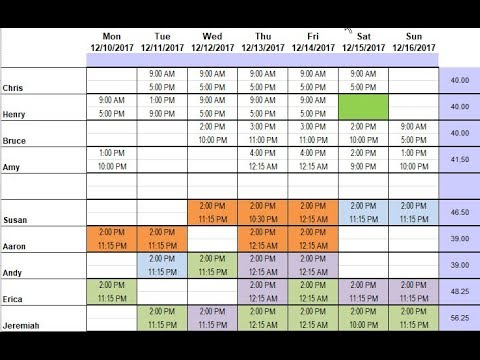 Mon Tue Wed Thu Fri Sat Sun
12/10/2017 12/11/2017 12/12/2017 12/13/2017 12/14/2017 12/15/2017 12/16/2017
9:00 AM 9:00 AM 9:00 AM 9:00 AM 9:00 AM 40.00
Chris 5:00 PM 5:00 PM 5:00 PM 5:00 PM 5:00 PM
9:00 AM 1:00 PM 9:00 AM 9:00 AM 9:00 AM 40.00
Henry 5:00 PM 9:00 PM 5:00 PM 5:00 PM 5:00 PM
2:00 PM 3:00 PM 3:00 PM 2:00 PM 9:00 AM 40.00
Bruce 10:00 PM 11:00 PM 11:00 PM 10:00 PM 5:00 PM
1:00 PM 4:00 PM 4:00 PM 2:00 PM 1:00 PM 41.50
Amy 10:00 PM 12:15 AM 12:15 AM 9:00 PM 10:00 PM
2:00 PM 2:00 PM 2:00 PM 2:00 PM 2:00 PM 46.50
Susan 11:15 PM 10:30 PM 12:15 AM 11:15 PM 11:15 PM
2:00 PM 2:00 PM 2:00 PM 2:00 PM 39.00
Aaron 11:15 PM 11:15 PM 12:15 AM 12:15 AM
2:00 PM 2:00 PM 2:00 PM 2:00 PM 39.00
Andy 11:15 PM 11:15 PM 12:15 AM 12:15 AM
2:00 PM 2:00 PM 2:00 PM 2:00 PM 2:00 PM 48.25
Erica 11:15 PM 12:15 AM 12:15 AM 11:15 PM 11:15 PM
2:00 PM 2:00 PM 2:00 PM 2:00 PM 2:00 PM 2:00 PM 56.25
Jeremiah 11:15 PM 11:15 PM 12:15 AM 12:15 AM 10:00 PM 11:15 PM